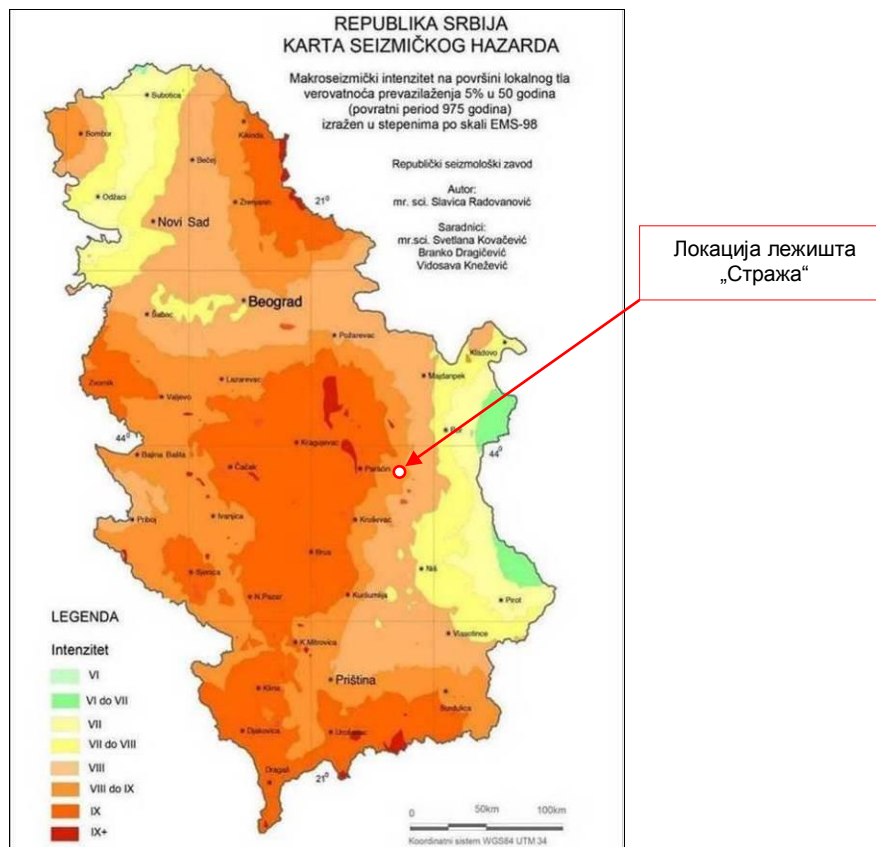 REPUBLIKA SRBIJA
KARTA SEIZMIČKOG HAZARDA
Makroseizmički intenzitet na površini lokalnog tla
verovatnoća prevazilaženja 5% u 50 godina
(povratni period 975 godina)
izražen u stepenima po skali EMS-98
Republički seizmološki zavod
Autor:
mr. sci. Slavica Radovanović
Saradnici:
mr.sci. Svetlana Kovačević
Branko Dragičević
Vidosava Knežević
Локација лежишта
„Стража“
Subotica
Sombor
Kikinda
Bečej
Odžaci
Zrenjanin
21⁰
Novi Sad
Beograd
Šabac
Požarevac
Kladovo
Majdanpek
Zvornik
Lazarevac
Valjevo
Bor
44⁰
Kragujevac
44⁰
Bajina Bašta
Čačak
Paraćin
Priboj
Ivanjica
Kruševac
Brus
Niš
Sjenica
N.Pazar
Kuršumlija
Pirot
Vlasotince
K.Mitrovica
Priština
Klina
Surdulica
Djakovica
Uroševac
Dragaš
21⁰
LEGENDA
Intenzitet
VI
VI do VII
VII
VII do VIII
VIII
VIII do IX
IX
IX+
0 50km 100km
Koordinatni sistem WGS84 UTM 34